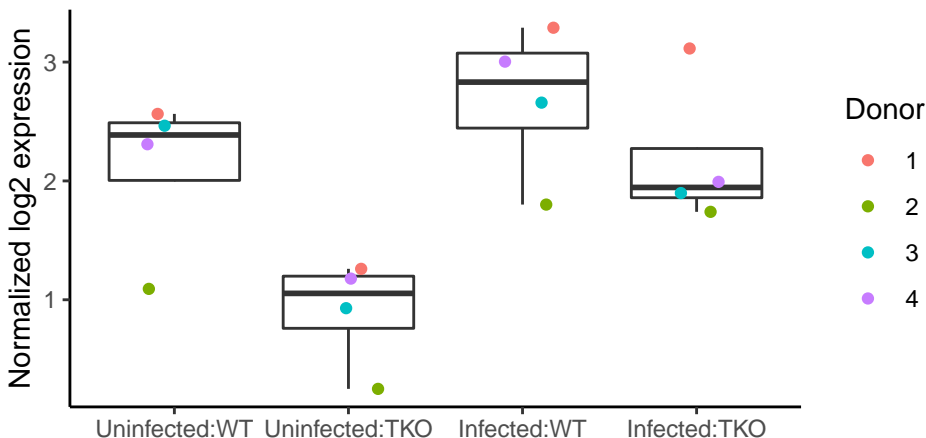 Normalized log2 expression
3
2
1
Uninfected:WT
Uninfected:TKO
Infected:WT
Infected:TKO
Donor
1
2
3
4